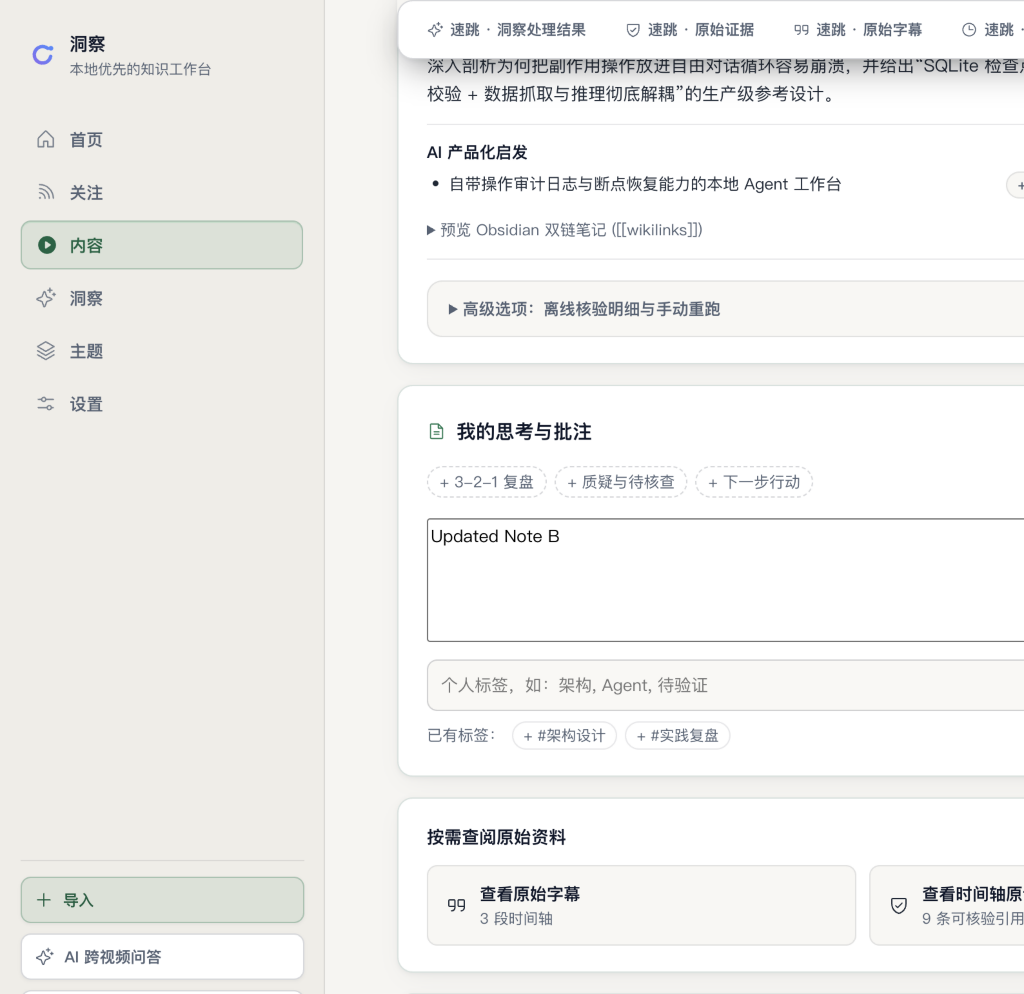 洞察
本地优先的知识工作台
首页
关注
内容
洞察
主题
设置
+ 导入
AI 跨视频问答
速跳 · 洞察处理结果
速跳 · 原始证据
速跳 · 原始字幕
速跳 ·
深入剖析为何把副作用操作放进自由对话循环容易崩溃，并给出“SQLite 检查点
校验 + 数据抓取与推理彻底解耦”的生产级参考设计。
AI 产品化启发
• 自带操作审计日志与断点恢复能力的本地 Agent 工作台
+
▶ 预览 Obsidian 双链笔记 ([[wikilinks]])
▶ 高级选项：离线核验明细与手动重跑
我的思考与批注
+ 3-2-1 复盘
+ 质疑与待核查
+ 下一步行动
Updated Note B
个人标签，如：架构, Agent, 待验证
已有标签：
+ #架构设计
+ #实践复盘
按需查阅原始资料
查看原始字幕
3 段时间轴
查看时间轴原
9 条可核验引用